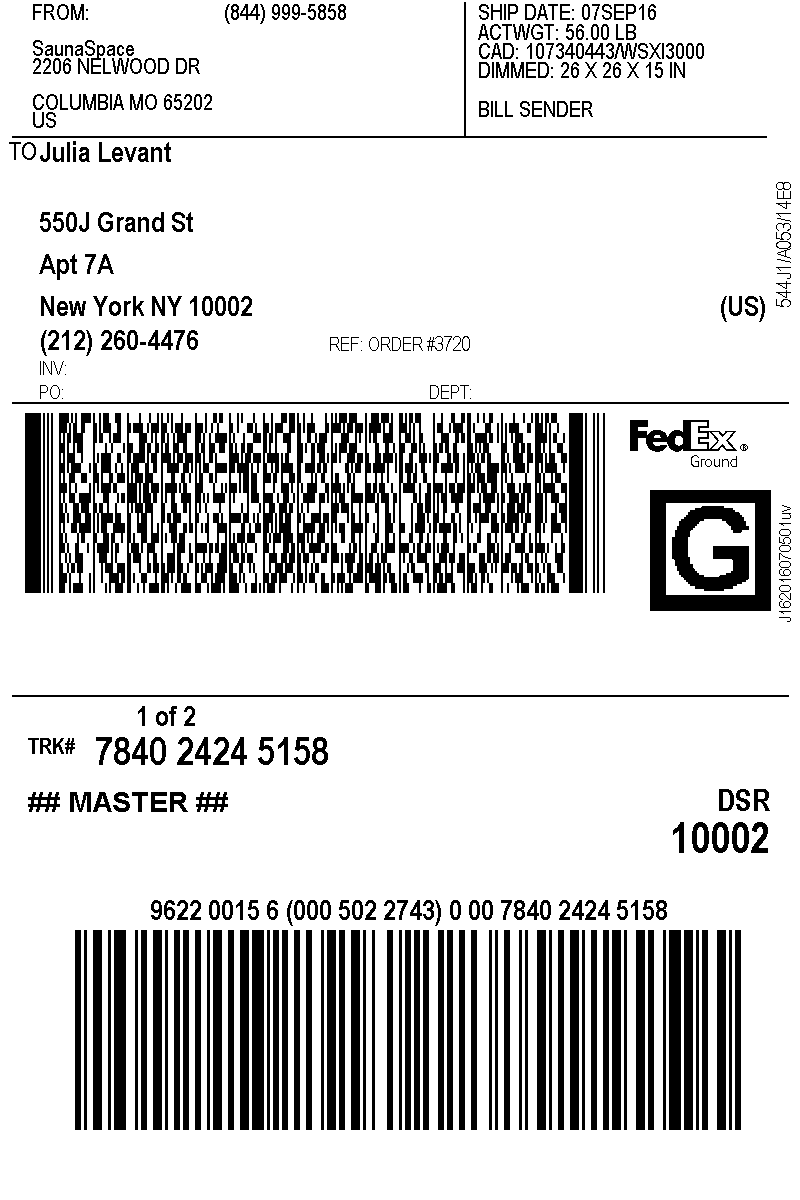 FROM: (844) 999-5858
SaunaSpace
2206 NELWOOD DR
COLUMBIA MO 65202
US
SHIP DATE: 07SEP16
ACTWGT: 56.00 LB
CAD: 107340443/WSXI3000
DIMMED: 26 X 26 X 15 IN
BILL SENDER
TO Julia Levant
550J Grand St
Apt 7A
New York NY 10002 (US)
(212) 260-4476 REF: ORDER #3720
INV:
PO: DEPT:
544J1/A053/14E8
FedEx®
Ground
G
J162016070501uv
1 of 2
TRK# 7840 2424 5158
## MASTER ## DSR
10002
9622 0015 6 (000 502 2743) 0 00 7840 2424 5158